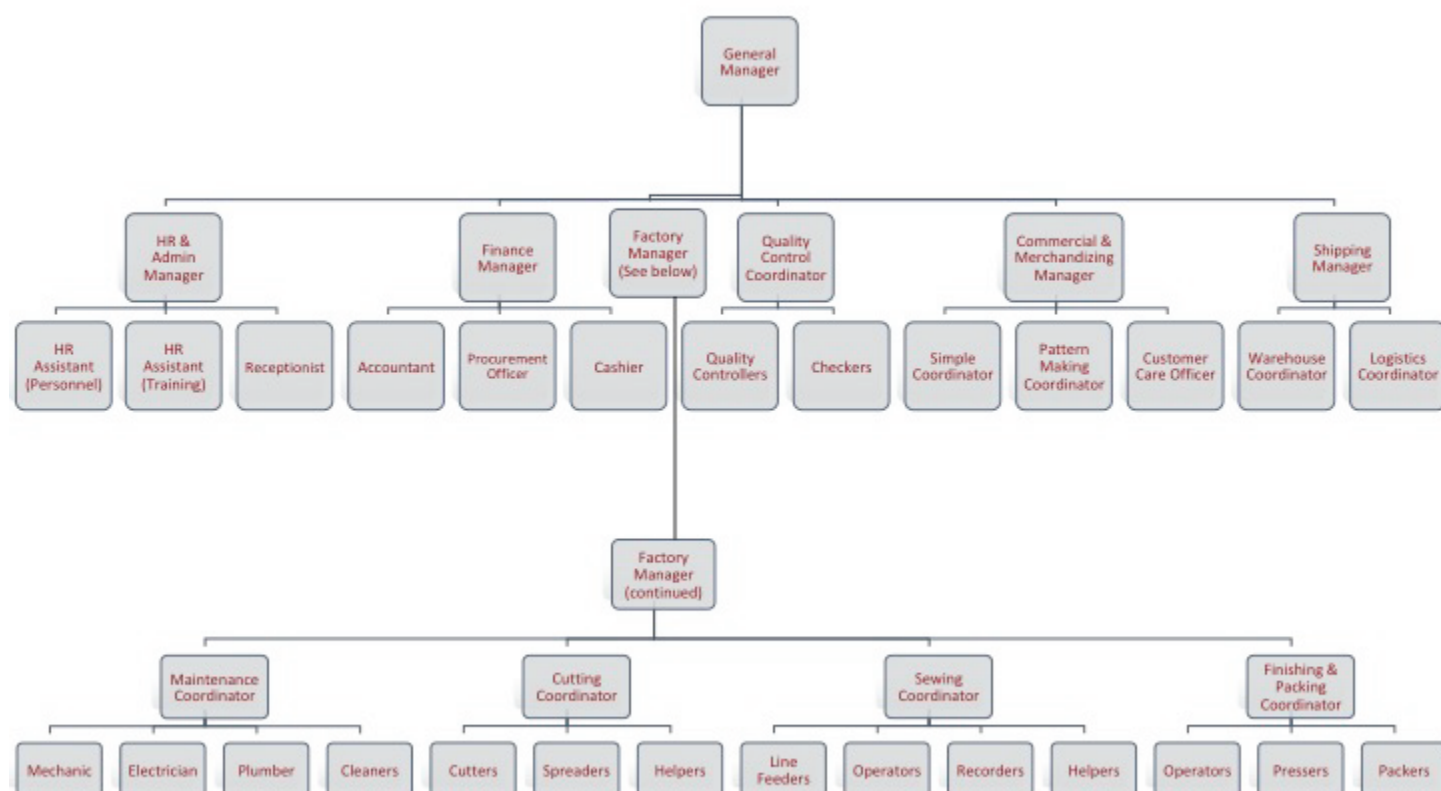 General
Manager
HR &
Admin
Manager
Finance
Manager
Factory
Manager
(See below)
Quality
Control
Coordinator
Commercial &
Merchandizing
Manager
Shipping
Manager
HR
Assistant
(Personnel)
HR
Assistant
(Training)
Receptionist
Accountant
Procurement
Officer
Cashier
Quality
Controllers
Checkers
Simple
Coordinator
Pattern
Making
Coordinator
Customer
Care Officer
Warehouse
Coordinator
Logistics
Coordinator
Factory
Manager
(continued)
Maintenance
Coordinator
Cutting
Coordinator
Sewing
Coordinator
Finishing &
Packing
Coordinator
Mechanic
Electrician
Plumber
Cleaners
Cutters
Spreaders
Helpers
Line
Feeders
Operators
Recorders
Helpers
Operators
Pressers
Packers